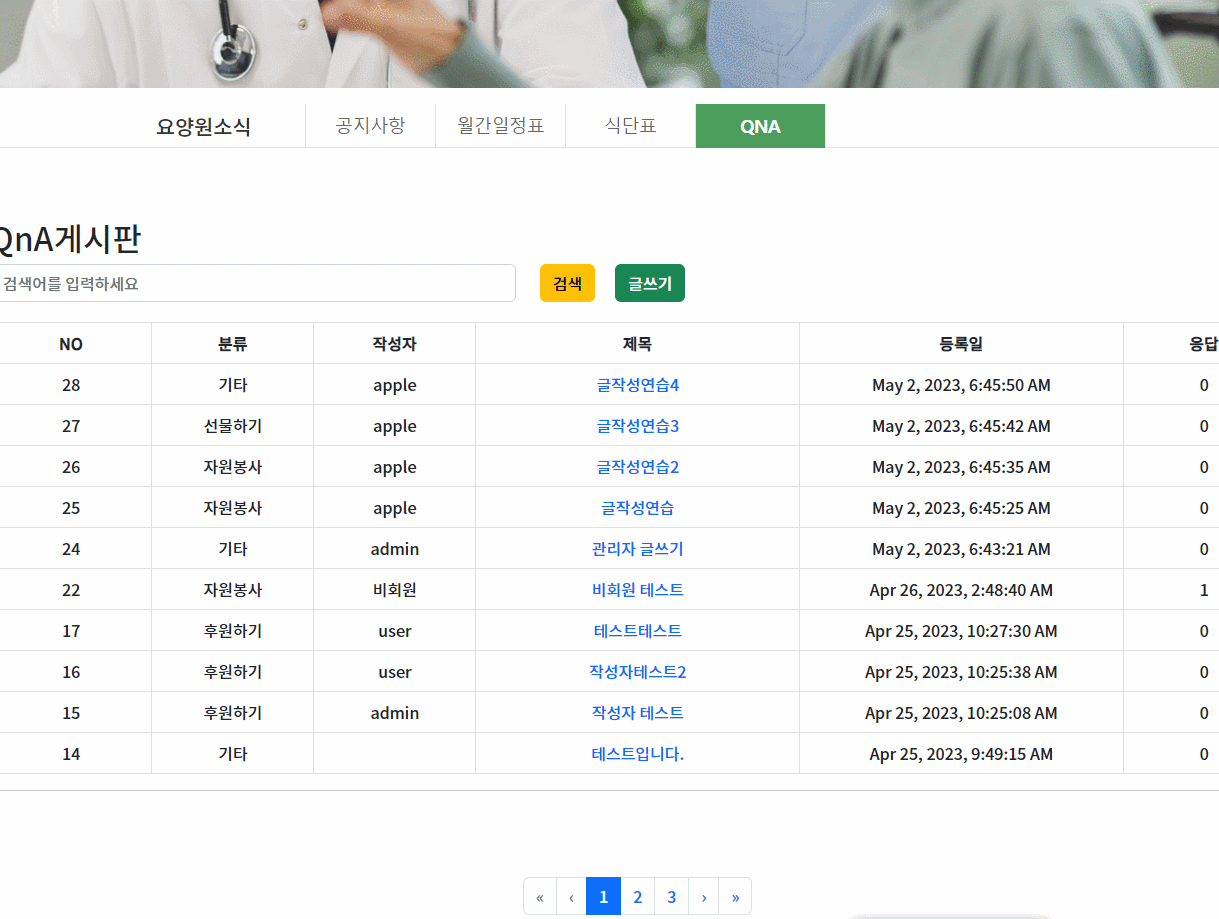 요양원소식 공지사항 월간일정표 식단표 QNA
QnA게시판
검색어를 입력하세요 검색 글쓰기
NO 분류 작성자 제목 등록일 응답
28 기타 apple 글작성연습4 May 2, 2023, 6:45:50 AM 0
27 선물하기 apple 글작성연습3 May 2, 2023, 6:45:42 AM 0
26 자원봉사 apple 글작성연습2 May 2, 2023, 6:45:35 AM 0
25 자원봉사 apple 글작성연습 May 2, 2023, 6:45:25 AM 0
24 기타 admin 관리자 글쓰기 May 2, 2023, 6:43:21 AM 0
22 자원봉사 비회원 비회원 테스트 Apr 26, 2023, 2:48:40 AM 1
17 후원하기 user 테스트테스트 Apr 25, 2023, 10:27:30 AM 0
16 후원하기 user 작성자테스트2 Apr 25, 2023, 10:25:38 AM 0
15 후원하기 admin 작성자 테스트 Apr 25, 2023, 10:25:08 AM 0
14 기타 테스트입니다. Apr 25, 2023, 9:49:15 AM 0
« ‹ 1 2 3 › »